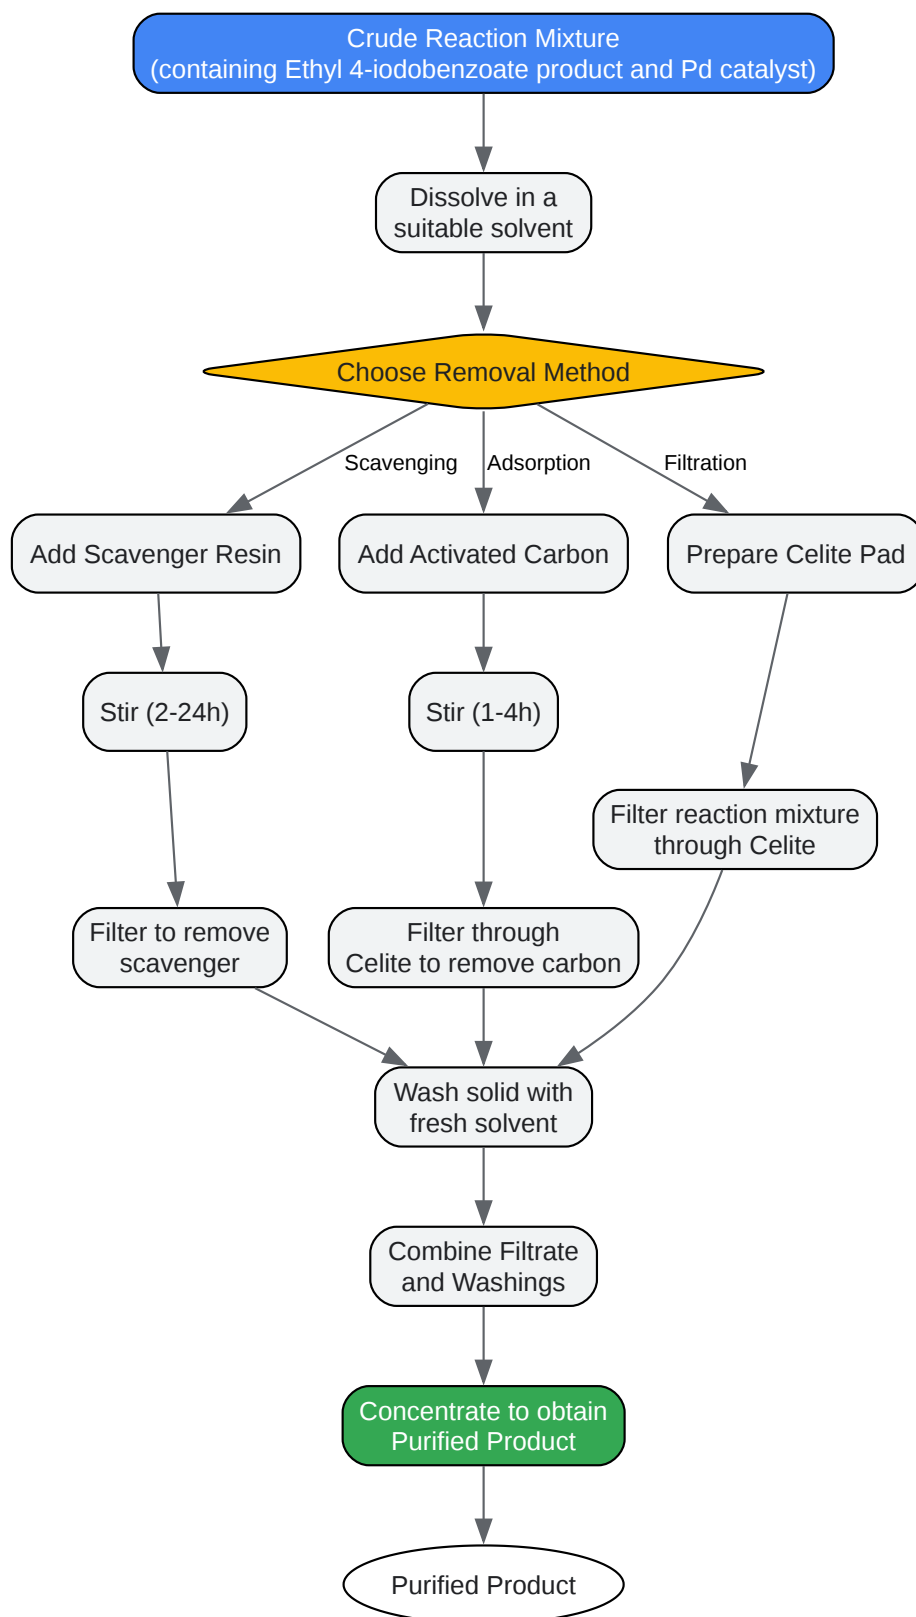 Crude Reaction Mixture
(containing Ethyl 4-iodobenzoate product and Pd catalyst)
Dissolve in a
suitable solvent
Choose Removal Method
Scavenging
Adsorption
Filtration
Add Scavenger Resin
Add Activated Carbon
Prepare Celite Pad
Stir (2-24h)
Stir (1-4h)
Filter reaction mixture
through Celite
Filter to remove
scavenger
Filter through
Celite to remove carbon
Wash solid with
fresh solvent
Combine Filtrate
and Washings
Concentrate to obtain
Purified Product
Purified Product